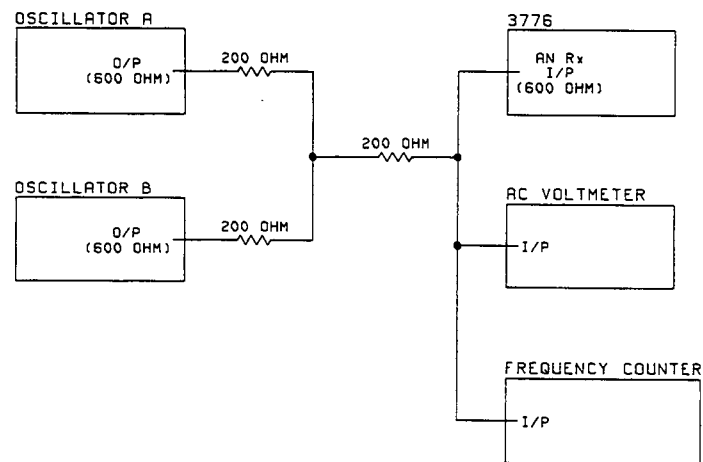 OSCILLATOR A
O/P
(600 OHM)
200 OHM
3776
AN Rx
I/P
(600 OHM)
200 OHM
OSCILLATOR B
O/P
(600 OHM)
200 OHM
AC VOLTMETER
I/P
FREQUENCY COUNTER
I/P